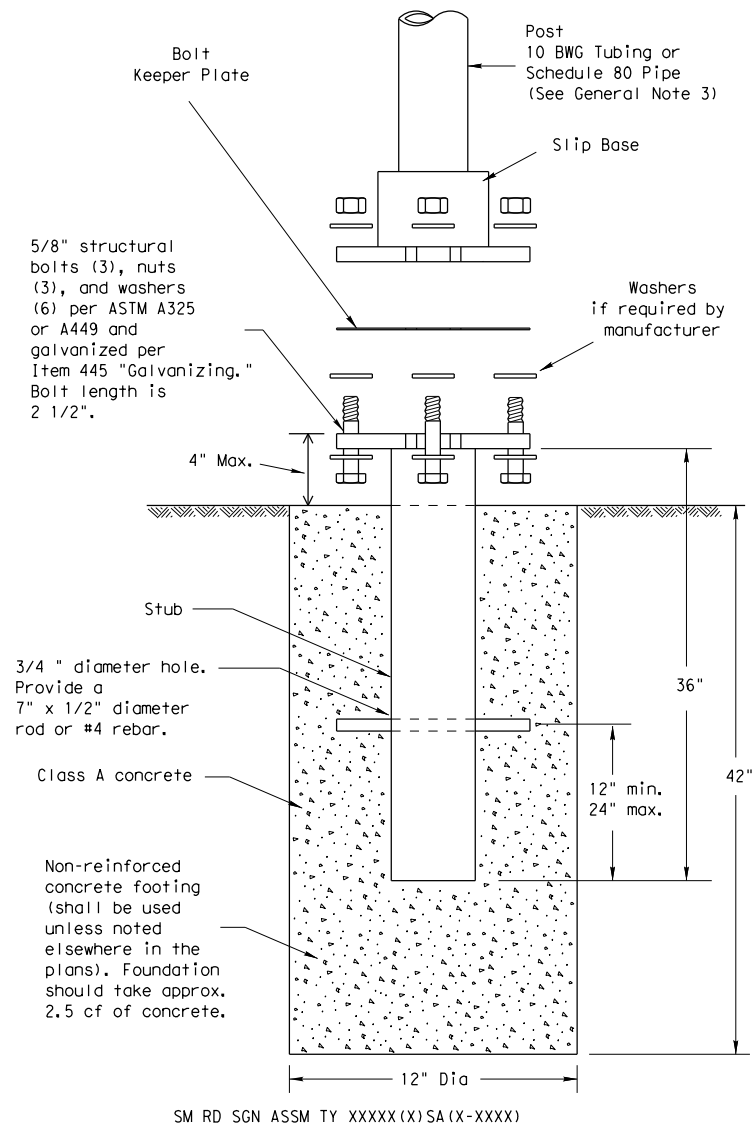 Bolt
Keeper Plate
Post
10 BWG Tubing or
Schedule 80 Pipe
(See General Note 3)
Slip Base
5/8" structural
bolts (3), nuts
(3), and washers
(6) per ASTM A325
or A449 and
galvanized per
Item 445 "Galvanizing."
Bolt length is
2 1/2".
Washers
if required by
manufacturer
4" Max.
Stub
3/4 " diameter hole.
Provide a
7" x 1/2" diameter
rod or #4 rebar.
36"
Class A concrete
12" min.
24" max.
42"
Non-reinforced
concrete footing
(shall be used
unless noted
elsewhere in the
plans). Foundation
should take approx.
2.5 cf of concrete.
12" Dia
SM RD SGN ASSM TY XXXXX(X)SA(X-XXXX)